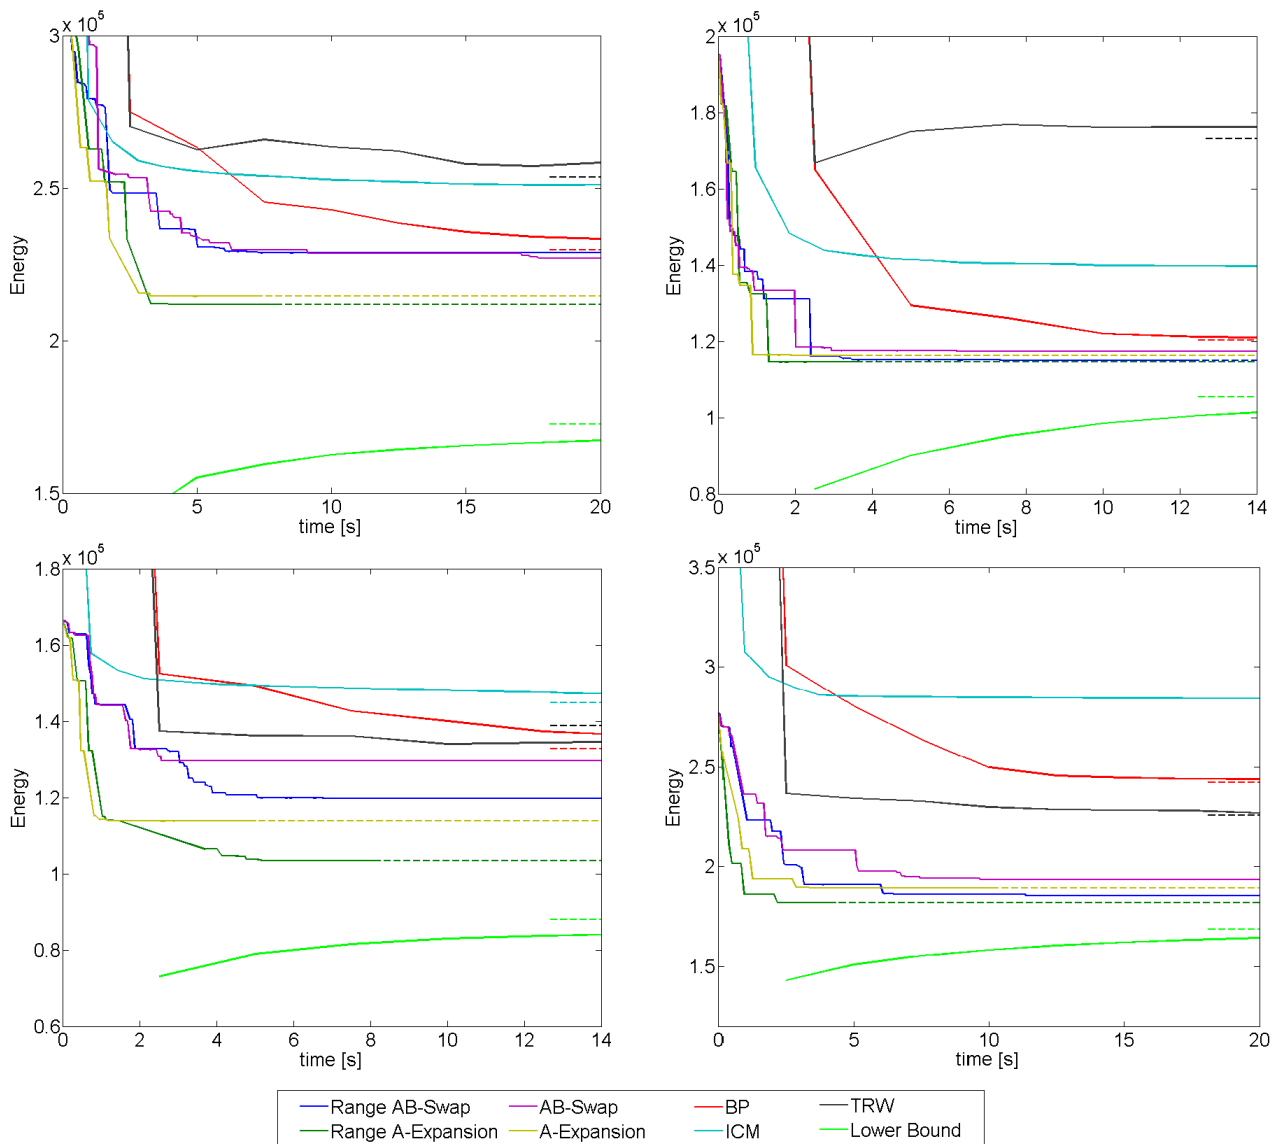 3 x 10^5
2.5
2
1.5
Energy
0 5 10 15 20
time [s]
2 x 10^5
1.8
1.6
1.4
1.2
1
0.8
Energy
0 2 4 6 8 10 12 14
time [s]
1.8 x 10^5
1.6
1.4
1.2
1
0.8
0.6
Energy
0 2 4 6 8 10 12 14
time [s]
3.5 x 10^5
3
2.5
2
1.5
Energy
0 5 10 15 20
time [s]
Range AB-Swap AB-Swap BP TRW
Range A-Expansion A-Expansion ICM Lower Bound